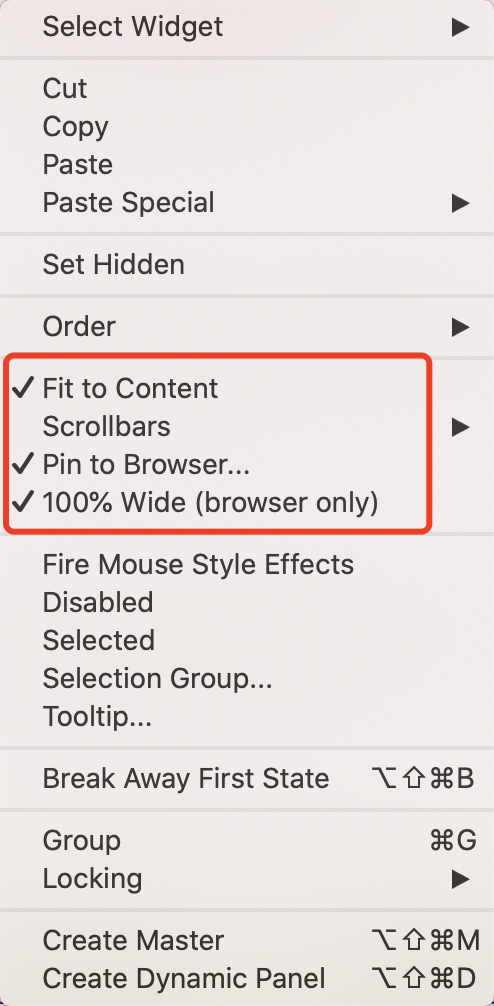 Select Widget ▶
Cut
Copy
Paste
Paste Special ▶
Set Hidden
Order ▶
✓ Fit to Content
Scrollbars ▶
✓ Pin to Browser...
✓ 100% Wide (browser only)
Fire Mouse Style Effects
Disabled
Selected
Selection Group...
Tooltip...
Break Away First State ⌥⇧⌘B
Group ⌘G
Locking ▶
Create Master ⌥⇧⌘M
Create Dynamic Panel ⌥⇧⌘D